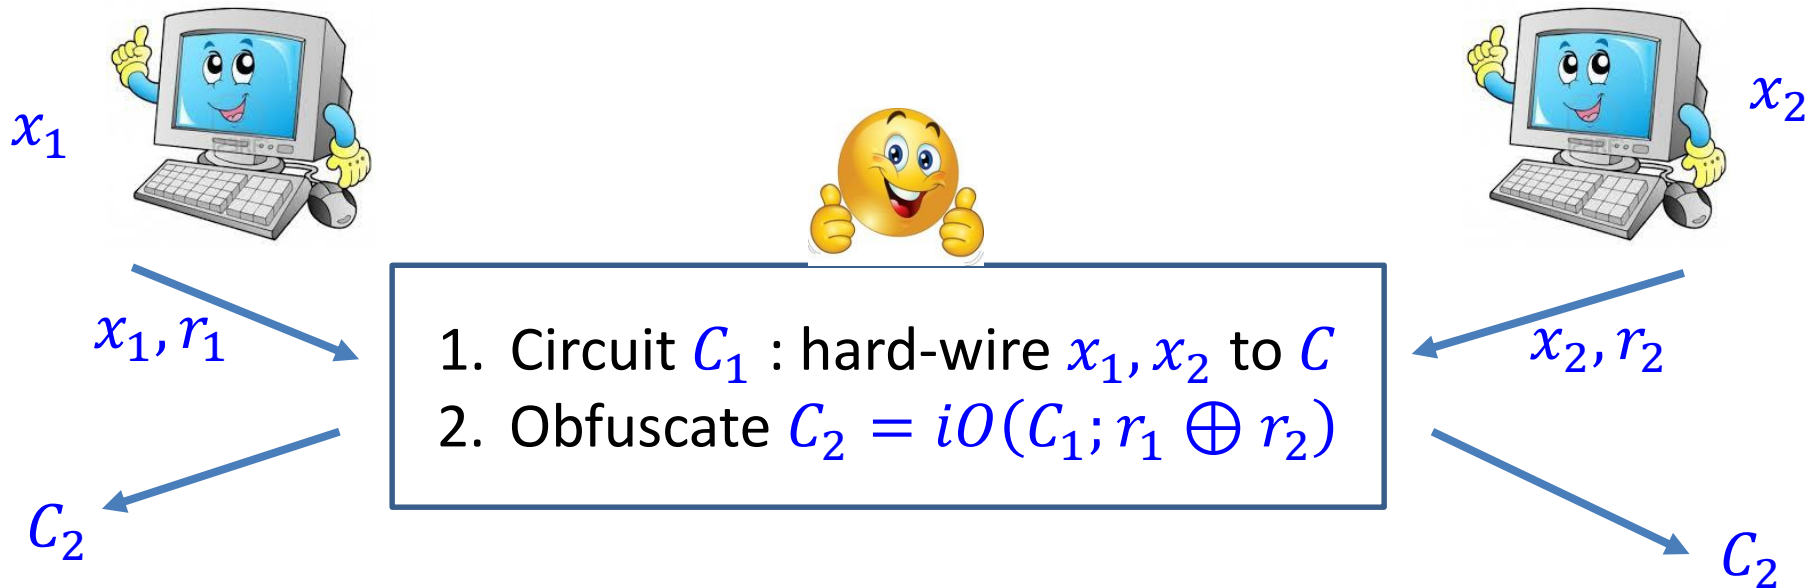 x₁
x₂
x₁, r₁
x₂, r₂
1. Circuit C₁ : hard-wire x₁, x₂ to C
2. Obfuscate C₂ = iO(C₁; r₁ ⊕ r₂)
C₂
C₂